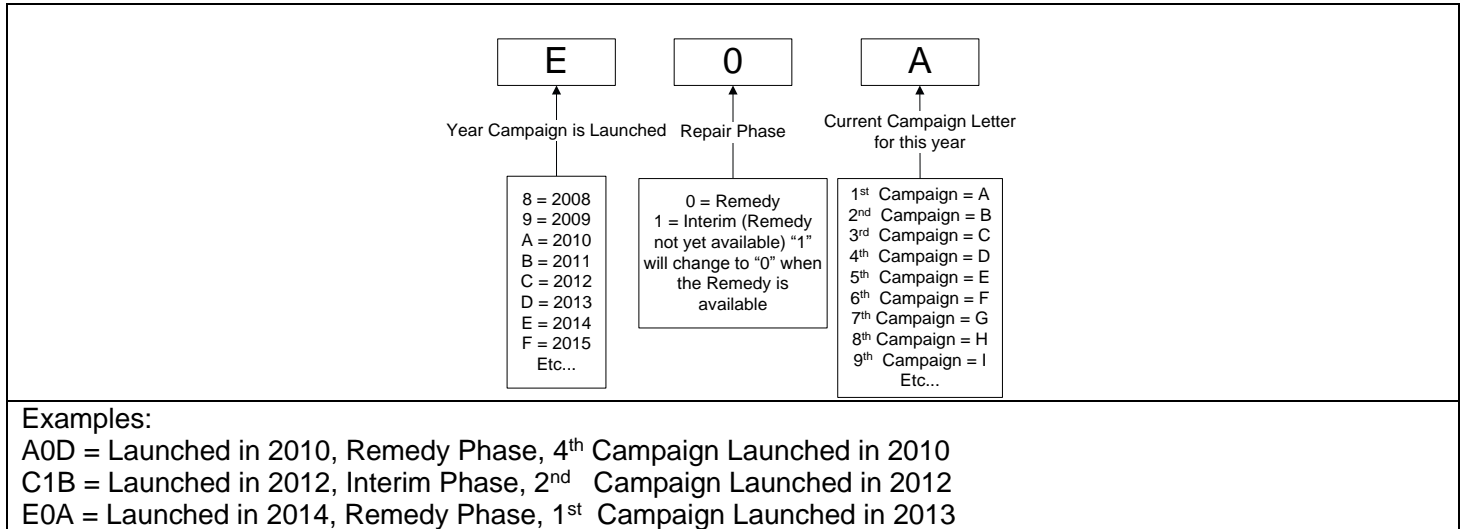 E 0 A
Year Campaign is Launched
Repair Phase
Current Campaign Letter
for this year
8 = 2008
9 = 2009
A = 2010
B = 2011
C = 2012
D = 2013
E = 2014
F = 2015
Etc...
0 = Remedy
1 = Interim (Remedy
not yet available) “1”
will change to “0” when
the Remedy is
available
1st Campaign = A
2nd Campaign = B
3rd Campaign = C
4th Campaign = D
5th Campaign = E
6th Campaign = F
7th Campaign = G
8th Campaign = H
9th Campaign = I
Etc...
Examples:
A0D = Launched in 2010, Remedy Phase, 4th Campaign Launched in 2010
C1B = Launched in 2012, Interim Phase, 2nd Campaign Launched in 2012
E0A = Launched in 2014, Remedy Phase, 1st Campaign Launched in 2013